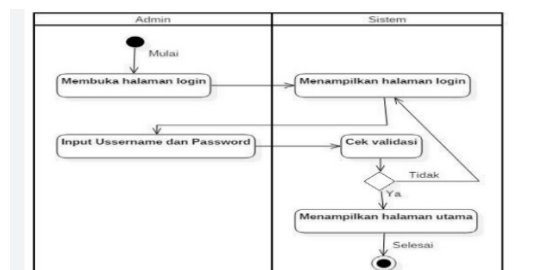 Admin
Sistem
Mulai
Membuka halaman login
Menampilkan halaman login
Input Ussername dan Password
Cek validasi
Tidak
Ya
Menampilkan halaman utama
Selesai